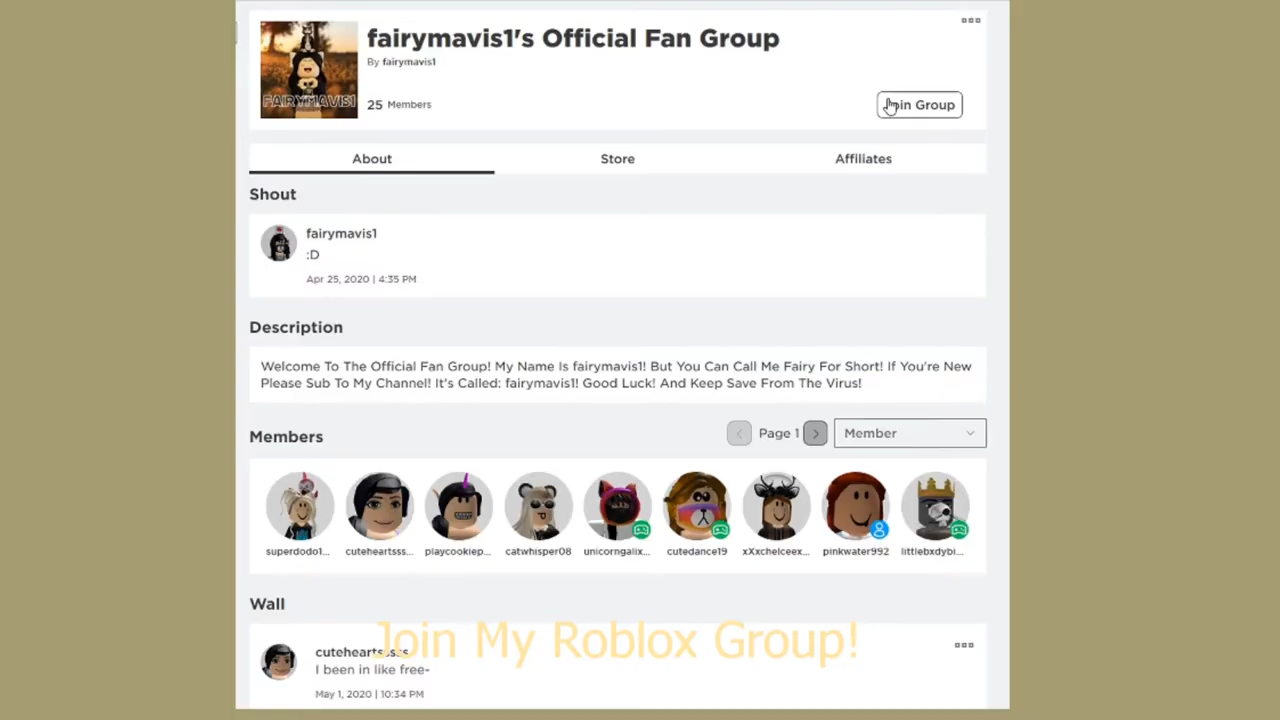 fairymavis1's Official Fan Group
By fairymavis1
FAIRYMAVIS1
25 Members
Join Group
About
Store
Affiliates
Shout
fairymavis1
:D
Apr 25, 2020 | 4:35 PM
Description
Welcome To The Official Fan Group! My Name Is fairymavis1! But You Can Call Me Fairy For Short! If You're New
Please Sub To My Channel! It's Called: fairymavis1! Good Luck! And Keep Save From The Virus!
Members
Page 1
Member
superdodo1...
cuteheartsss...
playcookiep...
catwhisper08
unicorngalix...
cutedance19
xXxchelceex...
pinkwater992
littlebxdybi...
Wall
Join My Roblox Group!
cuteheartsssss
I been in like free-
May 1, 2020 | 10:34 PM